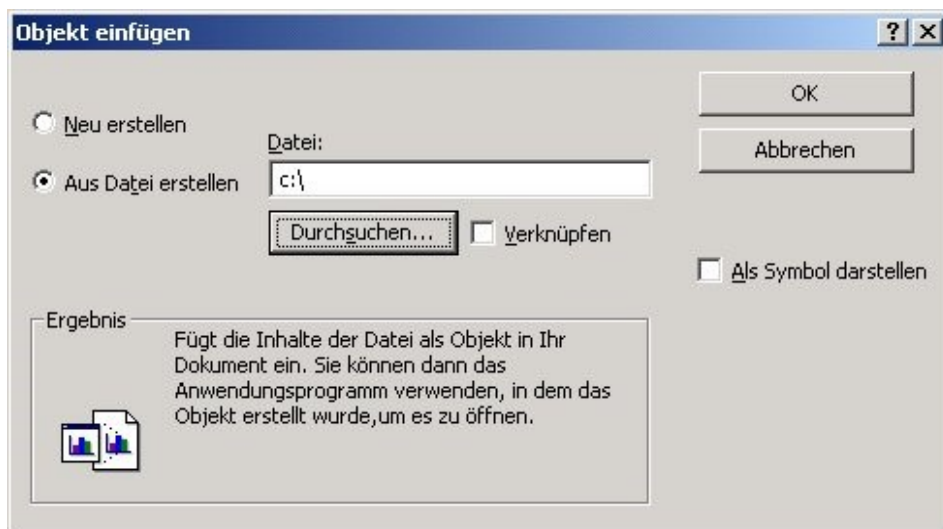 Objekt einfügen
Neu erstellen
Aus Datei erstellen
Datei:
c:\
Durchsuchen...
Verknüpfen
OK
Abbrechen
Als Symbol darstellen
Ergebnis
Fügt die Inhalte der Datei als Objekt in Ihr
Dokument ein. Sie können dann das
Anwendungsprogramm verwenden, in dem das
Objekt erstellt wurde,um es zu öffnen.